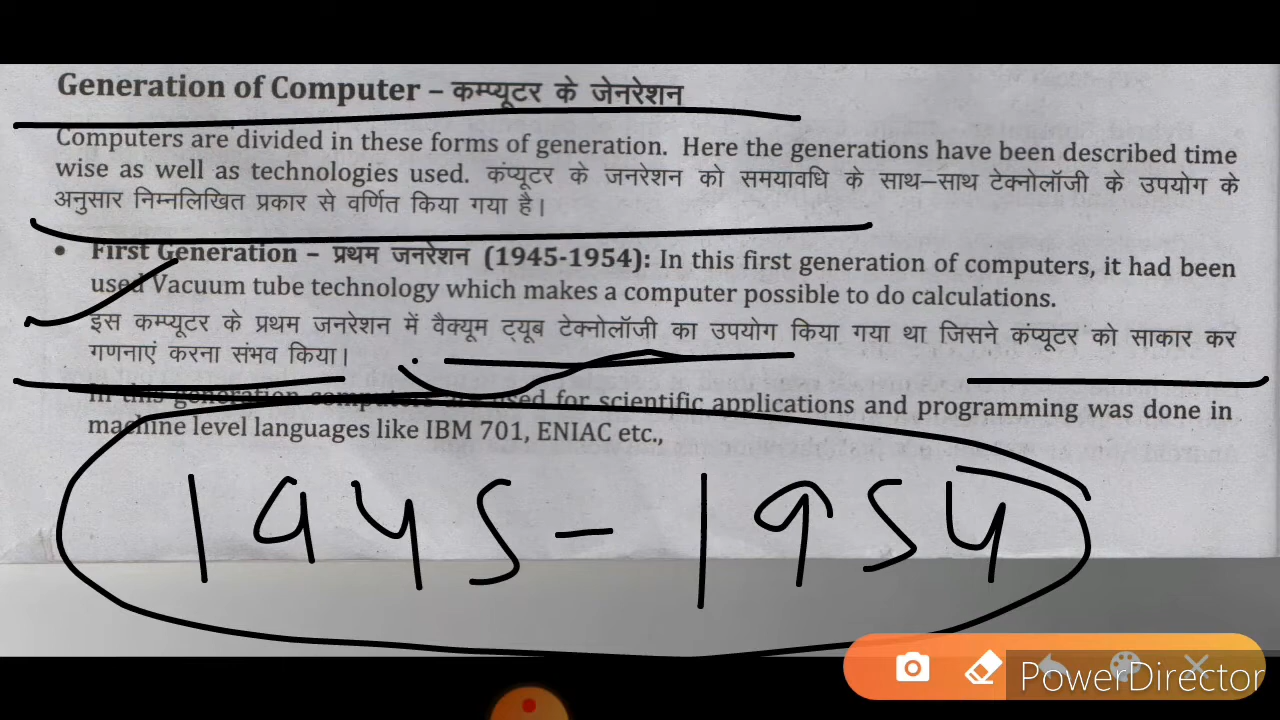 Generation of Computer – कम्प्यूटर के जेनरेशन
Computers are divided in these forms of generation. Here the generations have been described time
wise as well as technologies used. कंप्यूटर के जनरेशन को समयावधि के साथ–साथ टेक्नोलॉजी के उपयोग के
अनुसार निम्नलिखित प्रकार से वर्णित किया गया है।
• First Generation – प्रथम जनरेशन (1945-1954): In this first generation of computers, it had been
used Vacuum tube technology which makes a computer possible to do calculations.
इस कम्प्यूटर के प्रथम जनरेशन में वैक्यूम ट्यूब टेक्नोलॉजी का उपयोग किया गया था जिसने कंप्यूटर को साकार कर
गणनाएं करना संभव किया।
In this generation computers used for scientific applications and programming was done in
machine level languages like IBM 701, ENIAC etc.,
1945-1954
PowerDirector